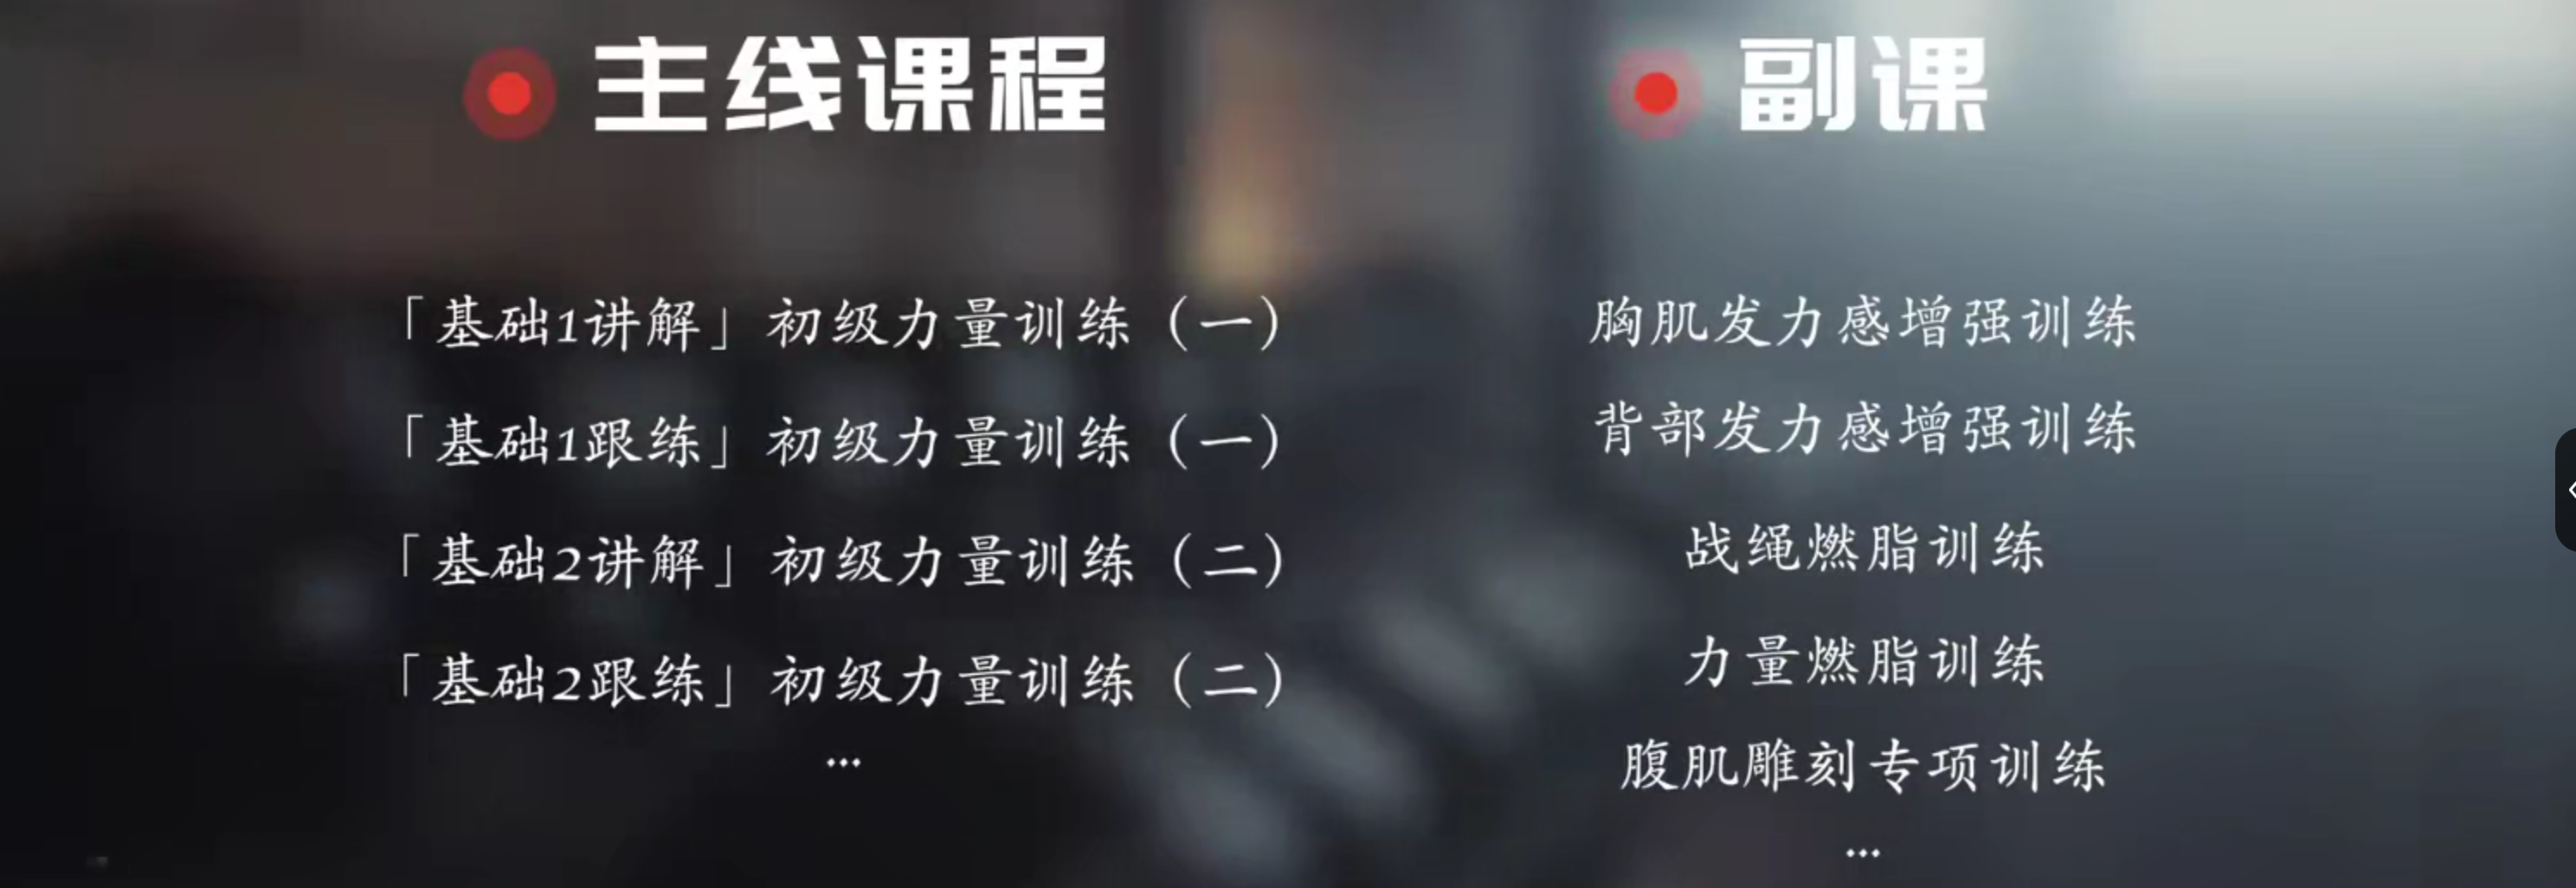 主线课程
「基础1讲解」初级力量训练（一）
「基础1跟练」初级力量训练（一）
「基础2讲解」初级力量训练（二）
「基础2跟练」初级力量训练（二）
...
副课
胸肌发力感增强训练
背部发力感增强训练
战绳燃脂训练
力量燃脂训练
腹肌雕刻专项训练
...